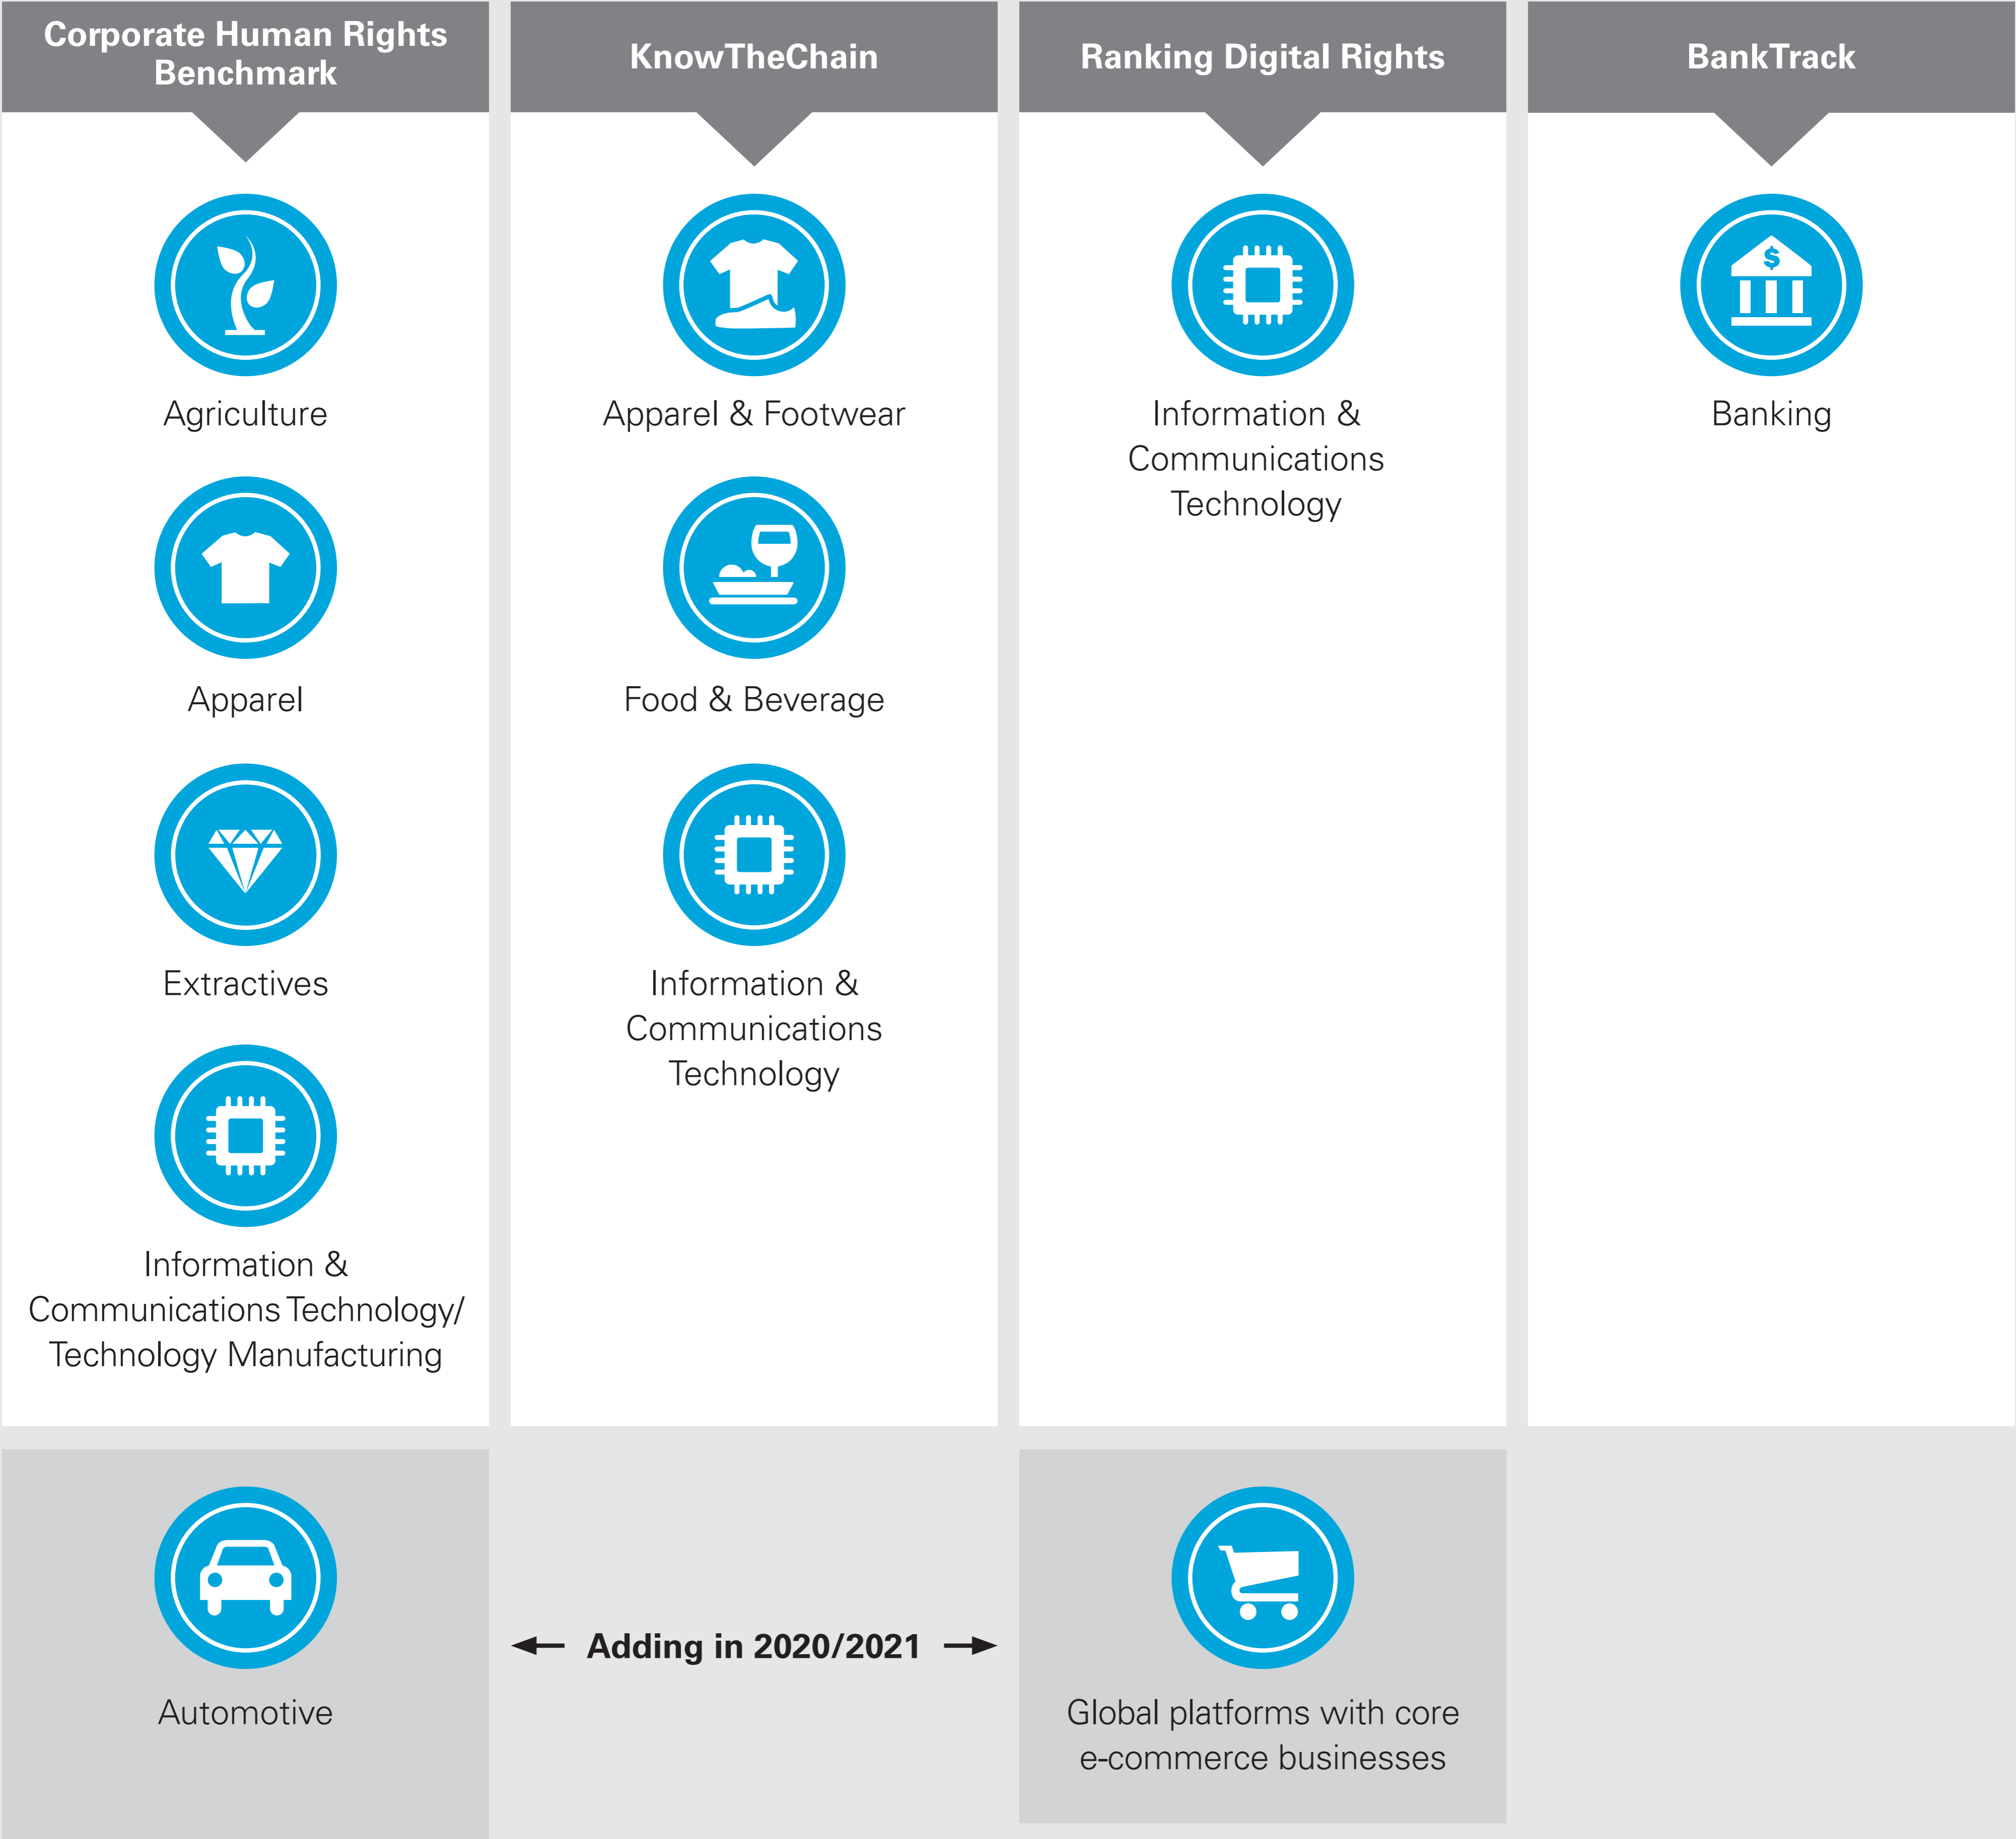 Corporate Human Rights
Benchmark
KnowTheChain
Ranking Digital Rights
BankTrack
Agriculture
Apparel
Extractives
Information &
Communications Technology/
Technology Manufacturing
Apparel & Footwear
Food & Beverage
Information &
Communications
Technology
Information &
Communications
Technology
$
Banking
Automotive
Adding in 2020/2021
Global platforms with core
e-commerce businesses